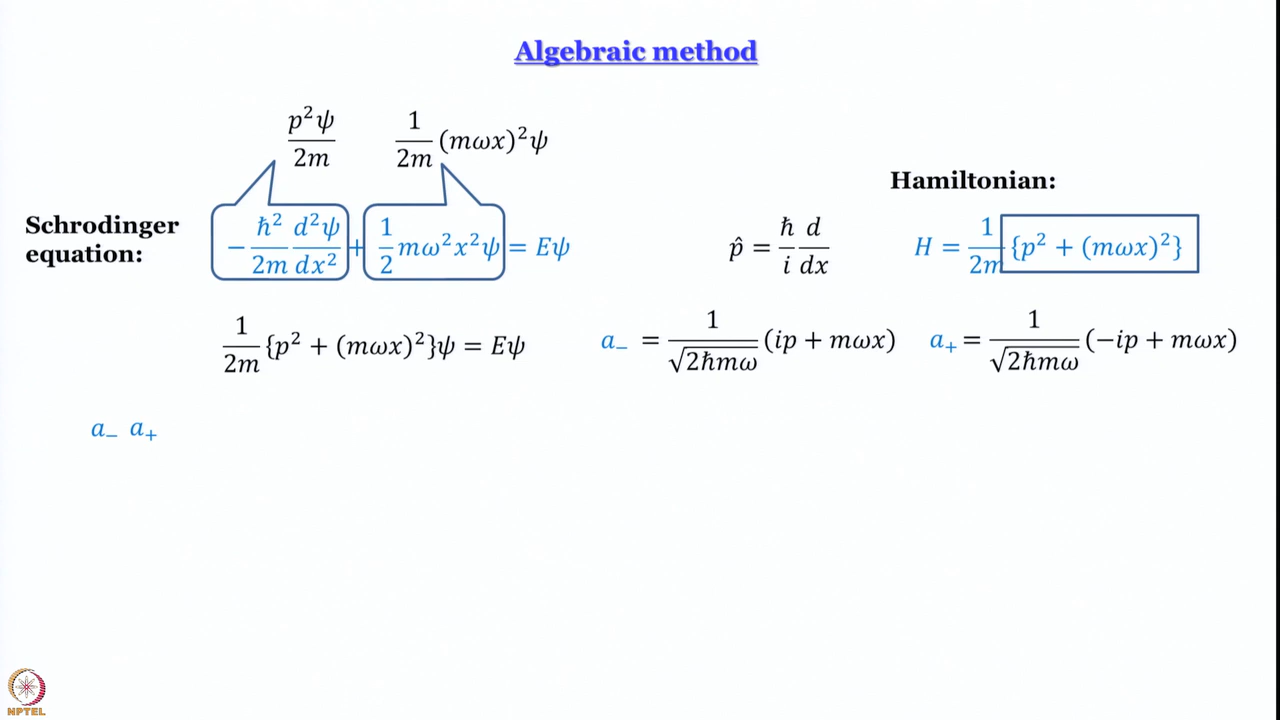 Algebraic method
p²ψ/2m    1/2m (mωx)²ψ
Hamiltonian:
Schrodinger equation:    −ħ²/2m d²ψ/dx² + 1/2 mω²x²ψ = Eψ    p̂ = ħ/i d/dx    H = 1/2m {p² + (mωx)²}
1/2m {p² + (mωx)²}ψ = Eψ    a₋ = 1/√2ħmω (ip + mωx)    a₊ = 1/√2ħmω (−ip + mωx)
a₋ a₊
NPTEL